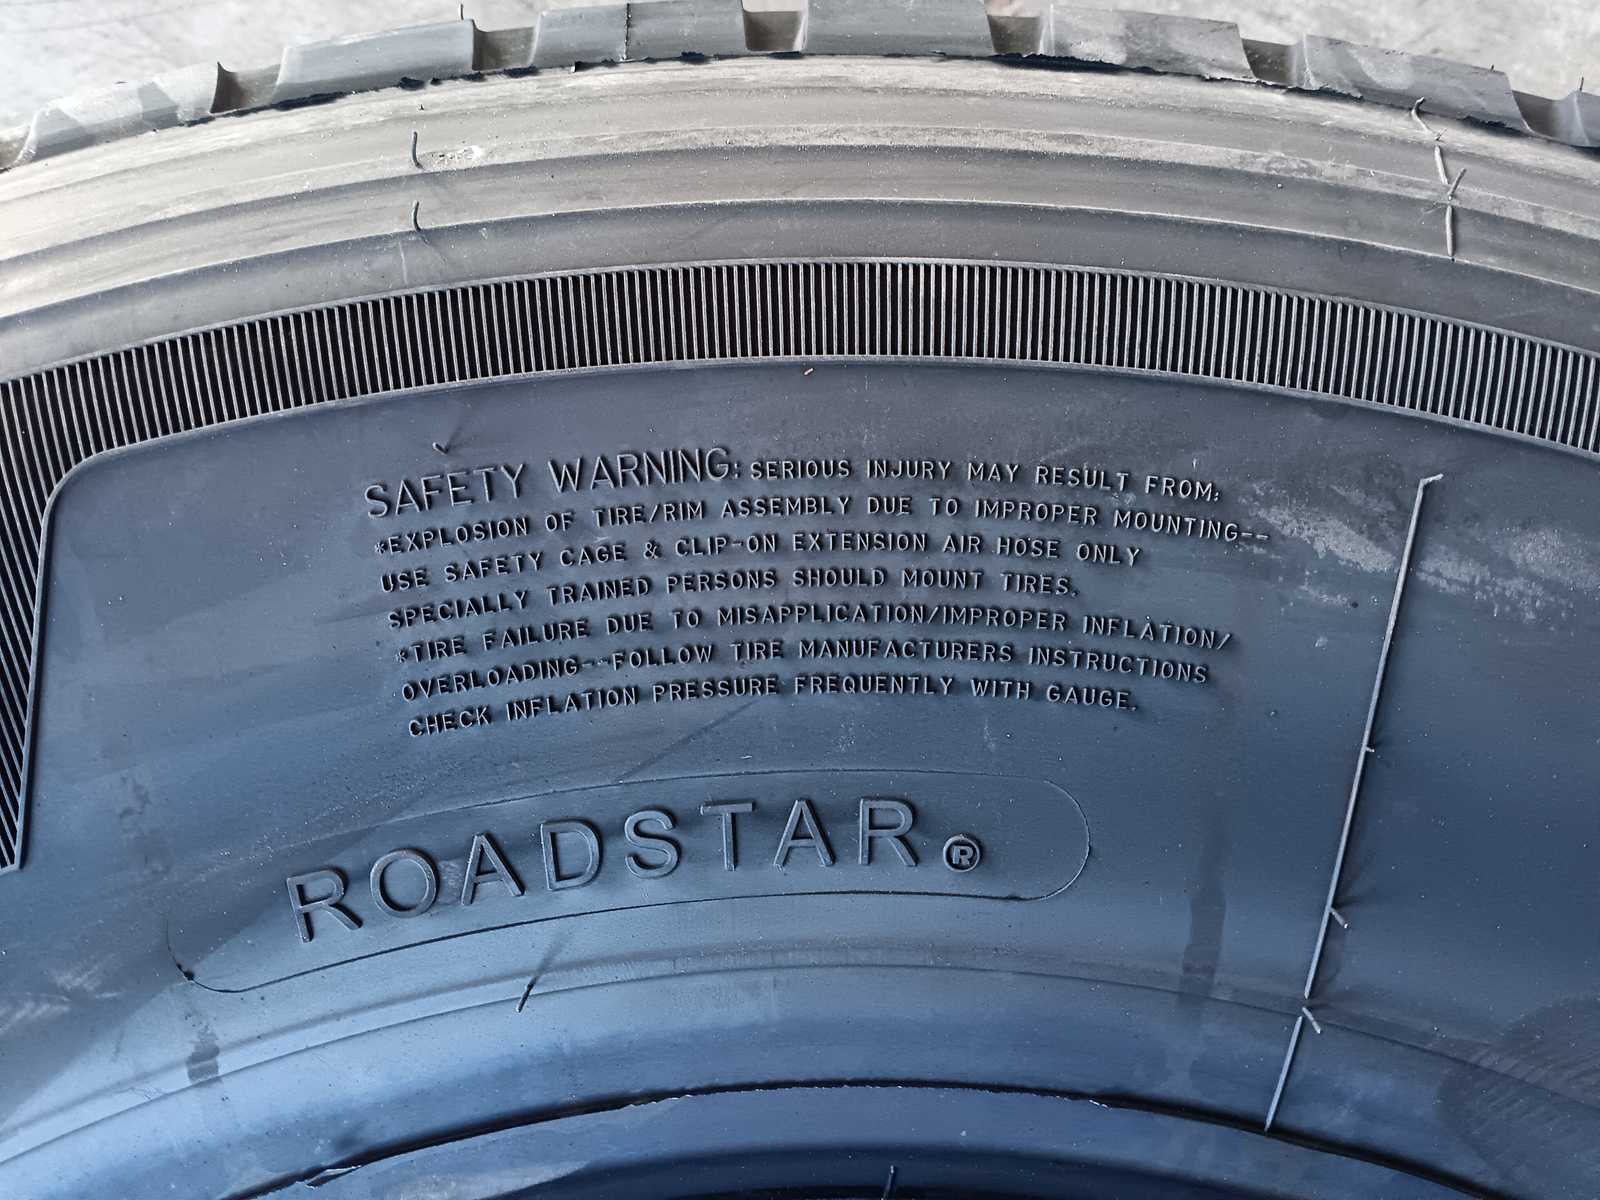 SAFETY WARNING: SERIOUS INJURY MAY RESULT FROM:
*EXPLOSION OF TIRE/RIM ASSEMBLY DUE TO IMPROPER MOUNTING--
USE SAFETY CAGE & CLIP-ON EXTENSION AIR HOSE ONLY
SPECIALLY TRAINED PERSONS SHOULD MOUNT TIRES.
*TIRE FAILURE DUE TO MISAPPLICATION/IMPROPER INFLATION/
OVERLOADING--FOLLOW TIRE MANUFACTURERS INSTRUCTIONS
CHECK INFLATION PRESSURE FREQUENTLY WITH GAUGE.
ROADSTAR®